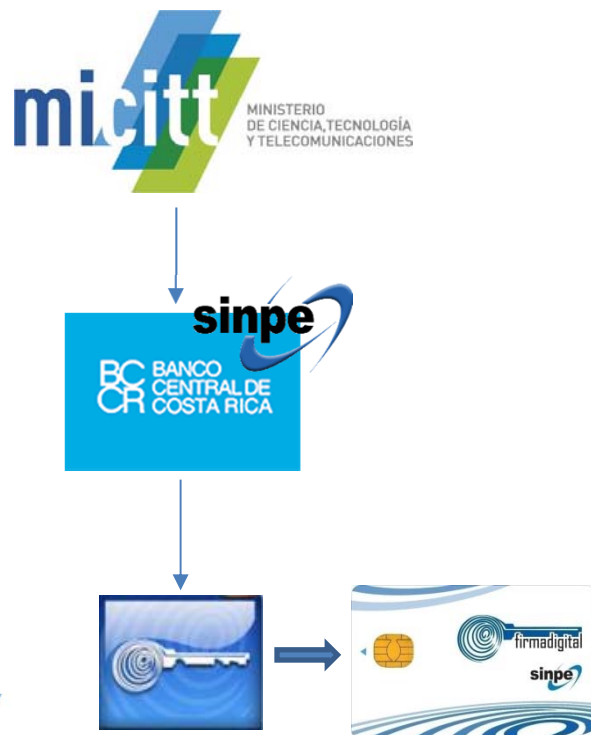 micitt
MINISTERIO
DE CIENCIA,TECNOLOGÍA
Y TELECOMUNICACIONES
sinpe
BC BANCO
CR CENTRAL DE
COSTA RICA
firmadigital
sinpe